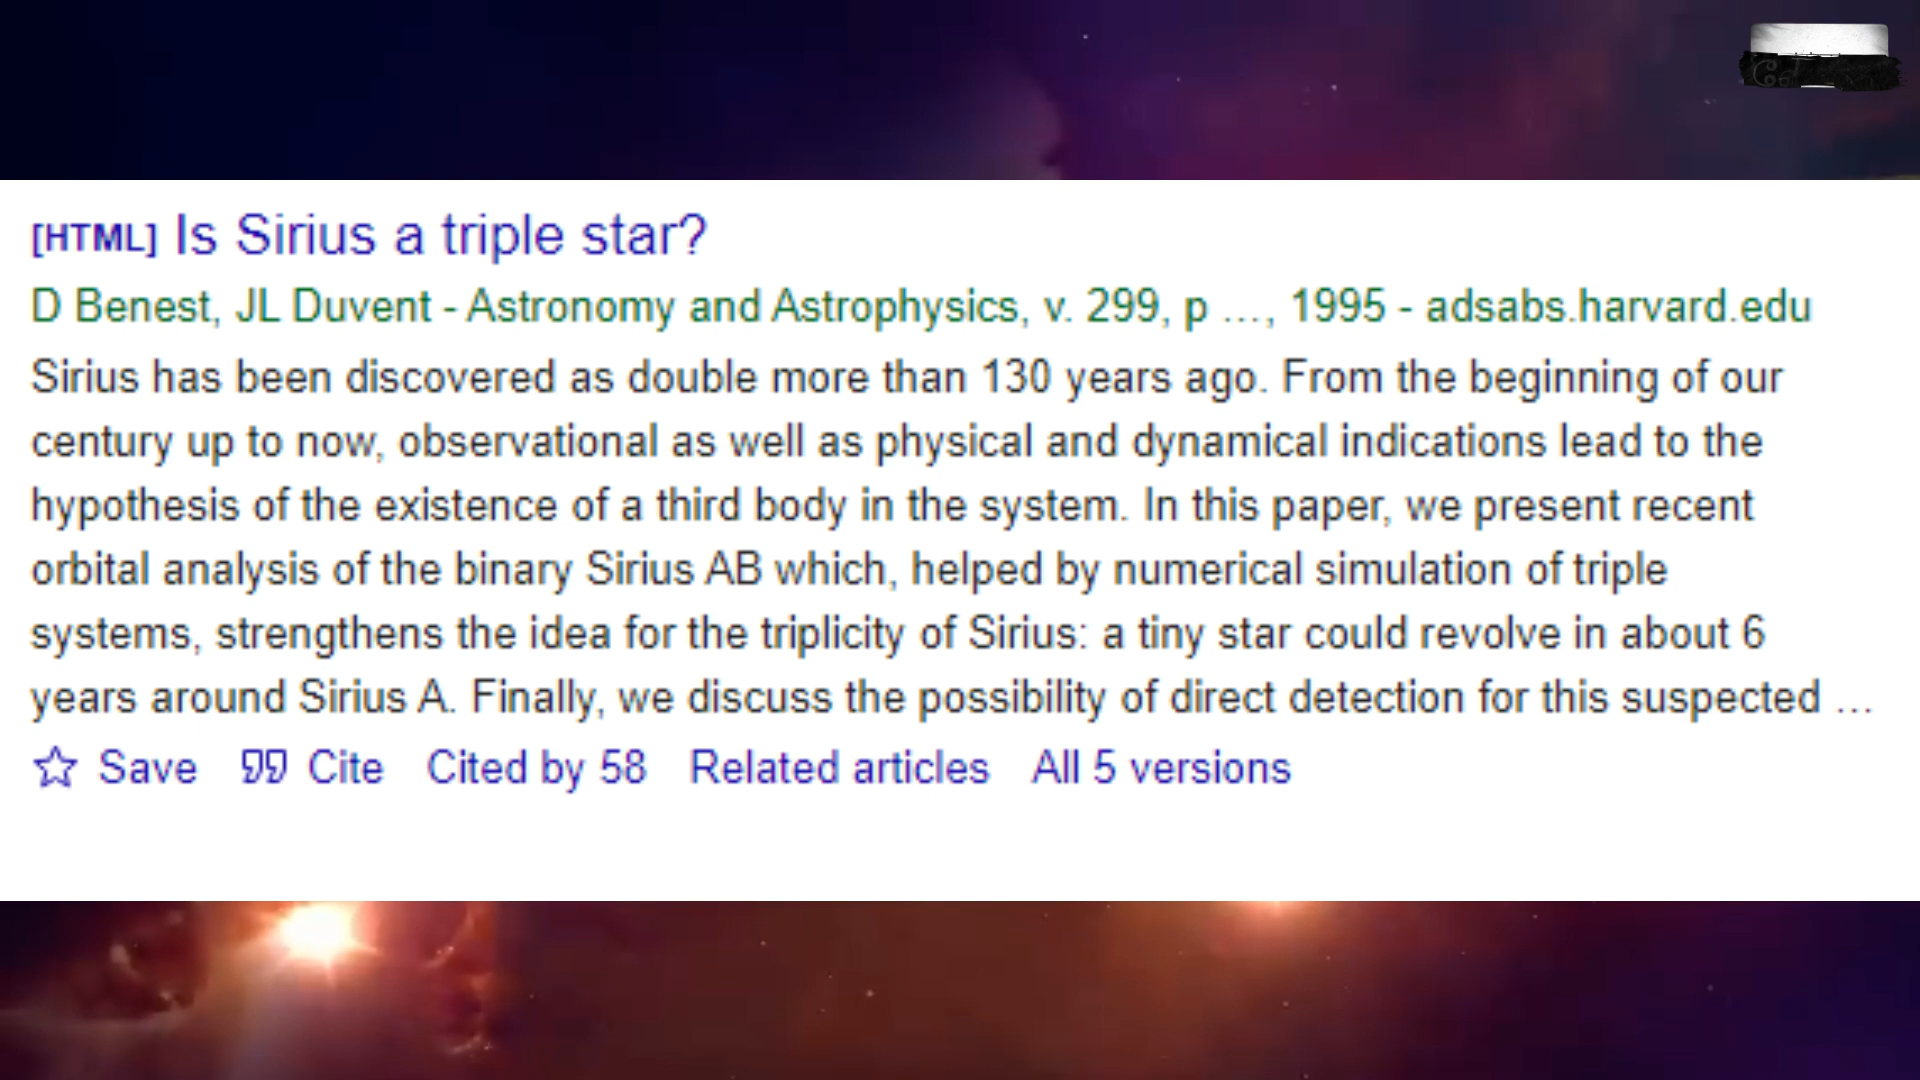 [HTML] Is Sirius a triple star?
D Benest, JL Duvent - Astronomy and Astrophysics, v. 299, p …, 1995 - adsabs.harvard.edu
Sirius has been discovered as double more than 130 years ago. From the beginning of our
century up to now, observational as well as physical and dynamical indications lead to the
hypothesis of the existence of a third body in the system. In this paper, we present recent
orbital analysis of the binary Sirius AB which, helped by numerical simulation of triple
systems, strengthens the idea for the triplicity of Sirius: a tiny star could revolve in about 6
years around Sirius A. Finally, we discuss the possibility of direct detection for this suspected …
Save Cite Cited by 58 Related articles All 5 versions